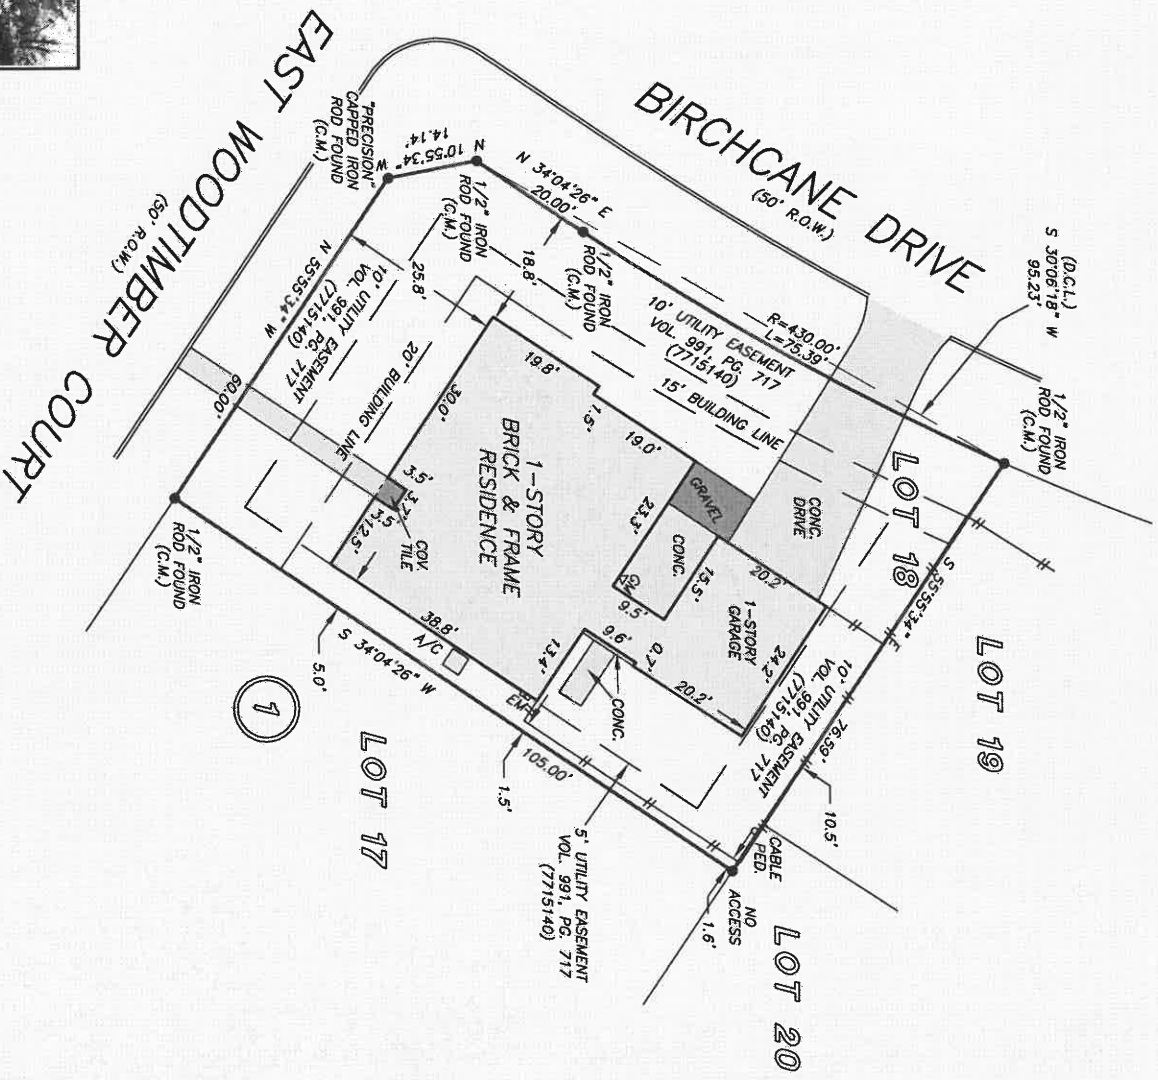 EAST WOODTIMBER COURT
(50' R.O.W.)
BIRCHCANE DRIVE
(50' R.O.W.)
(D.C.L.)
S 30°06'18" W
95.23'
1/2" IRON
ROD FOUND
(C.M.)
"PRECISION"
CAPPED IRON
ROD FOUND
(C.M.)
N 10°55'34" W
14.14'
1/2" IRON
ROD FOUND
(C.M.)
N 34°04'26" E
20.00'
18.8'
1/2" IRON
ROD FOUND
(C.M.)
R=430.00'
L=75.39'
10' UTILITY EASEMENT
VOL. 991, PG. 717
(7715140)
15' BUILDING LINE
N 55°55'34" W
60.00'
10' UTILITY EASEMENT
VOL. 991, PG. 717
(7715140)
25.8'
20' BUILDING LINE
19.8'
1.5'
19.0'
30.0'
1-STORY
BRICK & FRAME
RESIDENCE
GRAVEL
CONC.
DRIVE
LOT 18
23.3'
CONC.
GM
9.5'
15.5'
20.2'
1-STORY
GARAGE
24.2'
20.2'
0.7'
9.6'
13.4'
CONC.
3.5'
3.7'
3.5'
12.5'
COV.
TILE
38.8'
A/C
EM
S 55°55'34" E
76.59'
10' UTILITY EASEMENT
VOL. 991, PG. 717
(7715140)
10.5'
LOT 19
1/2" IRON
ROD FOUND
(C.M.)
5.0'
S 34°04'26" W
105.00'
1.5'
1
LOT 17
5' UTILITY EASEMENT
VOL. 991, PG. 717
(7715140)
CABLE
PED.
NO
ACCESS
1.6'
LOT 20